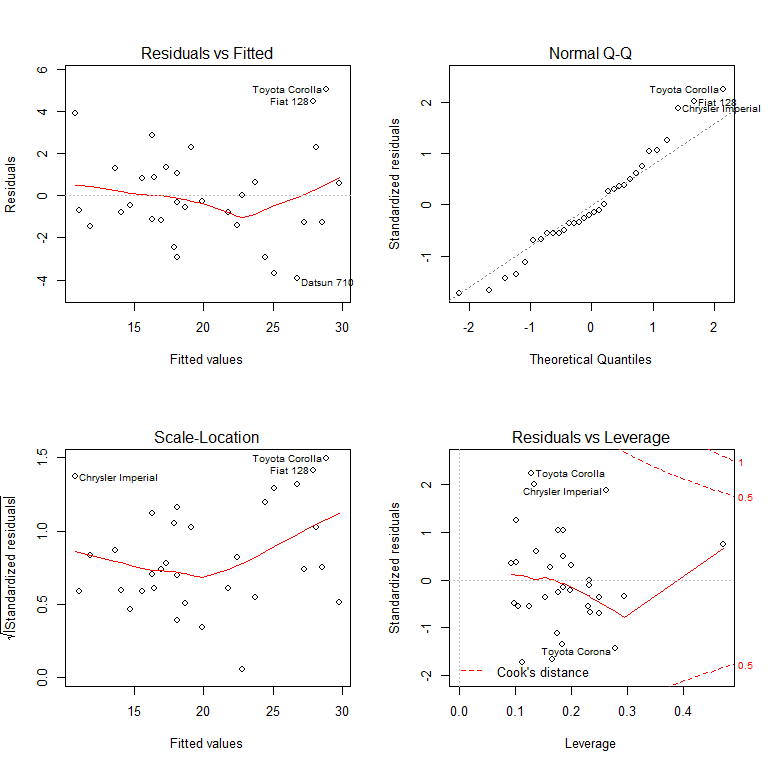 Residuals vs Fitted
Residuals
6
4
2
0
-2
-4
Toyota Corolla
Fiat 128
Datsun 710
15 20 25 30
Fitted values
Normal Q-Q
Standardized residuals
2
1
0
-1
Toyota Corolla
Fiat 128
Chrysler Imperial
-2 -1 0 1 2
Theoretical Quantiles
Scale-Location
√|Standardized residuals|
1.5
1.0
0.5
0.0
Toyota Corolla
Fiat 128
Chrysler Imperial
15 20 25 30
Fitted values
Residuals vs Leverage
Standardized residuals
2
1
0
-1
-2
Toyota Corolla
Chrysler Imperial
Toyota Corona
Cook's distance
1
0.5
0.5
0.0 0.1 0.2 0.3 0.4
Leverage